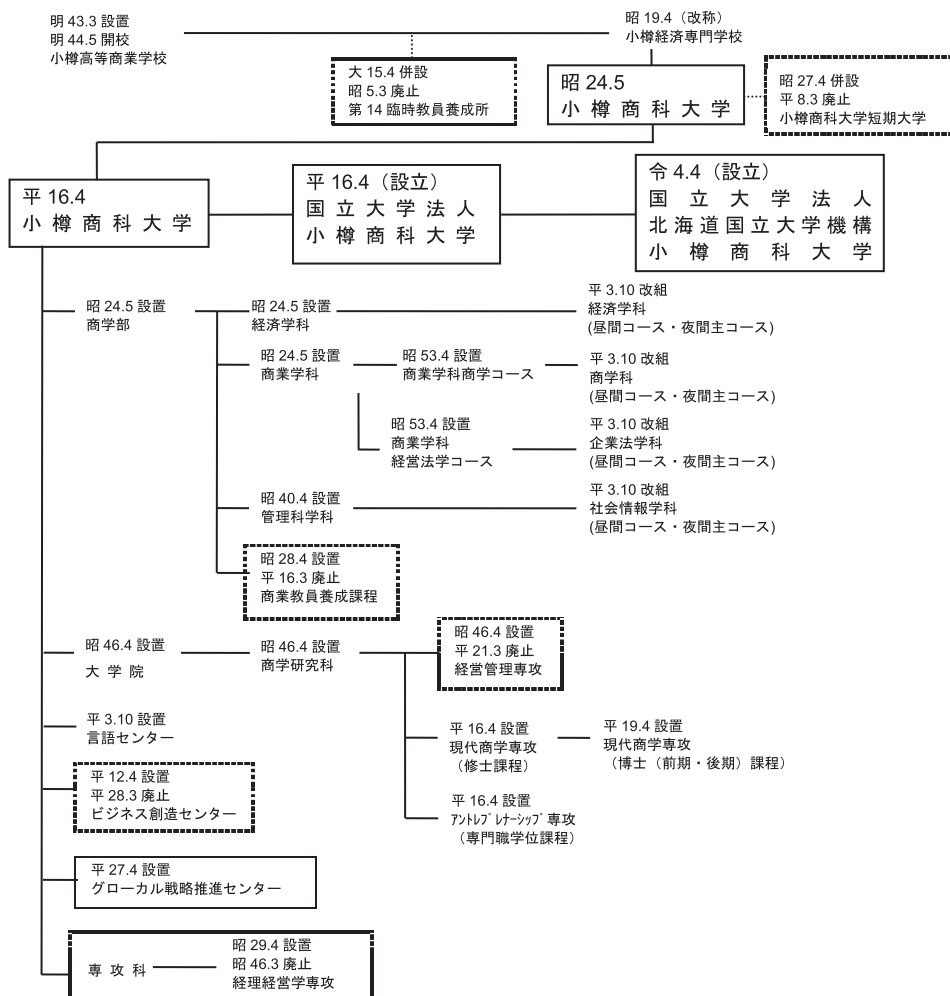 明 43.3 設置
明 44.5 開校
小樽高等商業学校
昭 19.4（改称）
小樽経済専門学校
大 15.4 併設
昭 5.3 廃止
第 14 臨時教員養成所
昭 24.5
小 樽 商 科 大 学
昭 27.4 併設
平 8.3 廃止
小樽商科大学短期大学
平 16.4
小 樽 商 科 大 学
平 16.4（設立）
国 立 大 学 法 人
小 樽 商 科 大 学
令 4.4（設立）
国 立 大 学 法 人
北 海 道 国 立 大 学 機 構
小 樽 商 科 大 学
昭 24.5 設置
商学部
昭 24.5 設置
経済学科
平 3.10 改組
経済学科
(昼間コース・夜間主コース)
昭 24.5 設置
商業学科
昭 53.4 設置
商業学科商学コース
平 3.10 改組
商学科
(昼間コース・夜間主コース)
昭 53.4 設置
商業学科
経営法学コース
平 3.10 改組
企業法学科
(昼間コース・夜間主コース)
昭 40.4 設置
管理科学科
平 3.10 改組
社会情報学科
(昼間コース・夜間主コース)
昭 28.4 設置
平 16.3 廃止
商業教員養成課程
昭 46.4 設置
大 学 院
昭 46.4 設置
商学研究科
昭 46.4 設置
平 21.3 廃止
経営管理専攻
平 16.4 設置
現代商学専攻
（修士課程）
平 19.4 設置
現代商学専攻
（博士（前期・後期）課程）
平 16.4 設置
ｱﾝﾄﾚﾌﾟﾚﾅｰｼｯﾌﾟ専攻
（専門職学位課程）
平 3.10 設置
言語センター
平 12.4 設置
平 28.3 廃止
ビジネス創造センター
平 27.4 設置
グローカル戦略推進センター
専 攻 科
昭 29.4 設置
昭 46.3 廃止
経理経営学専攻